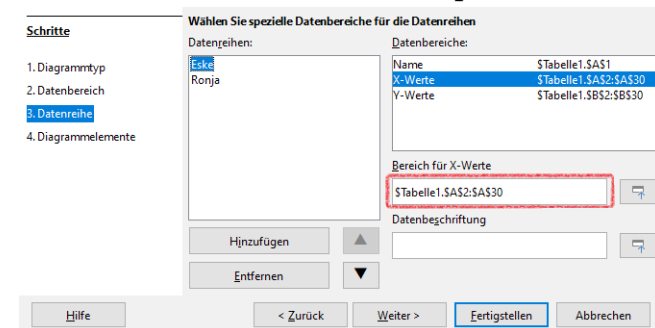 Schritte
1. Diagrammtyp
2. Datenbereich
3. Datenreihe
4. Diagrammelemente
Wählen Sie spezielle Datenbereiche für die Datenreihen
Datenreihen:
Eske
Ronja
Hinzufügen
Entfernen
Datenbereiche:
Name $Tabelle1.$A$1
X-Werte $Tabelle1.$A$2:$A$30
Y-Werte $Tabelle1.$B$2:$B$30
Bereich für X-Werte
$Tabelle1.$A$2:$A$30
Datenbeschriftung
Hilfe < Zurück Weiter > Fertigstellen Abbrechen